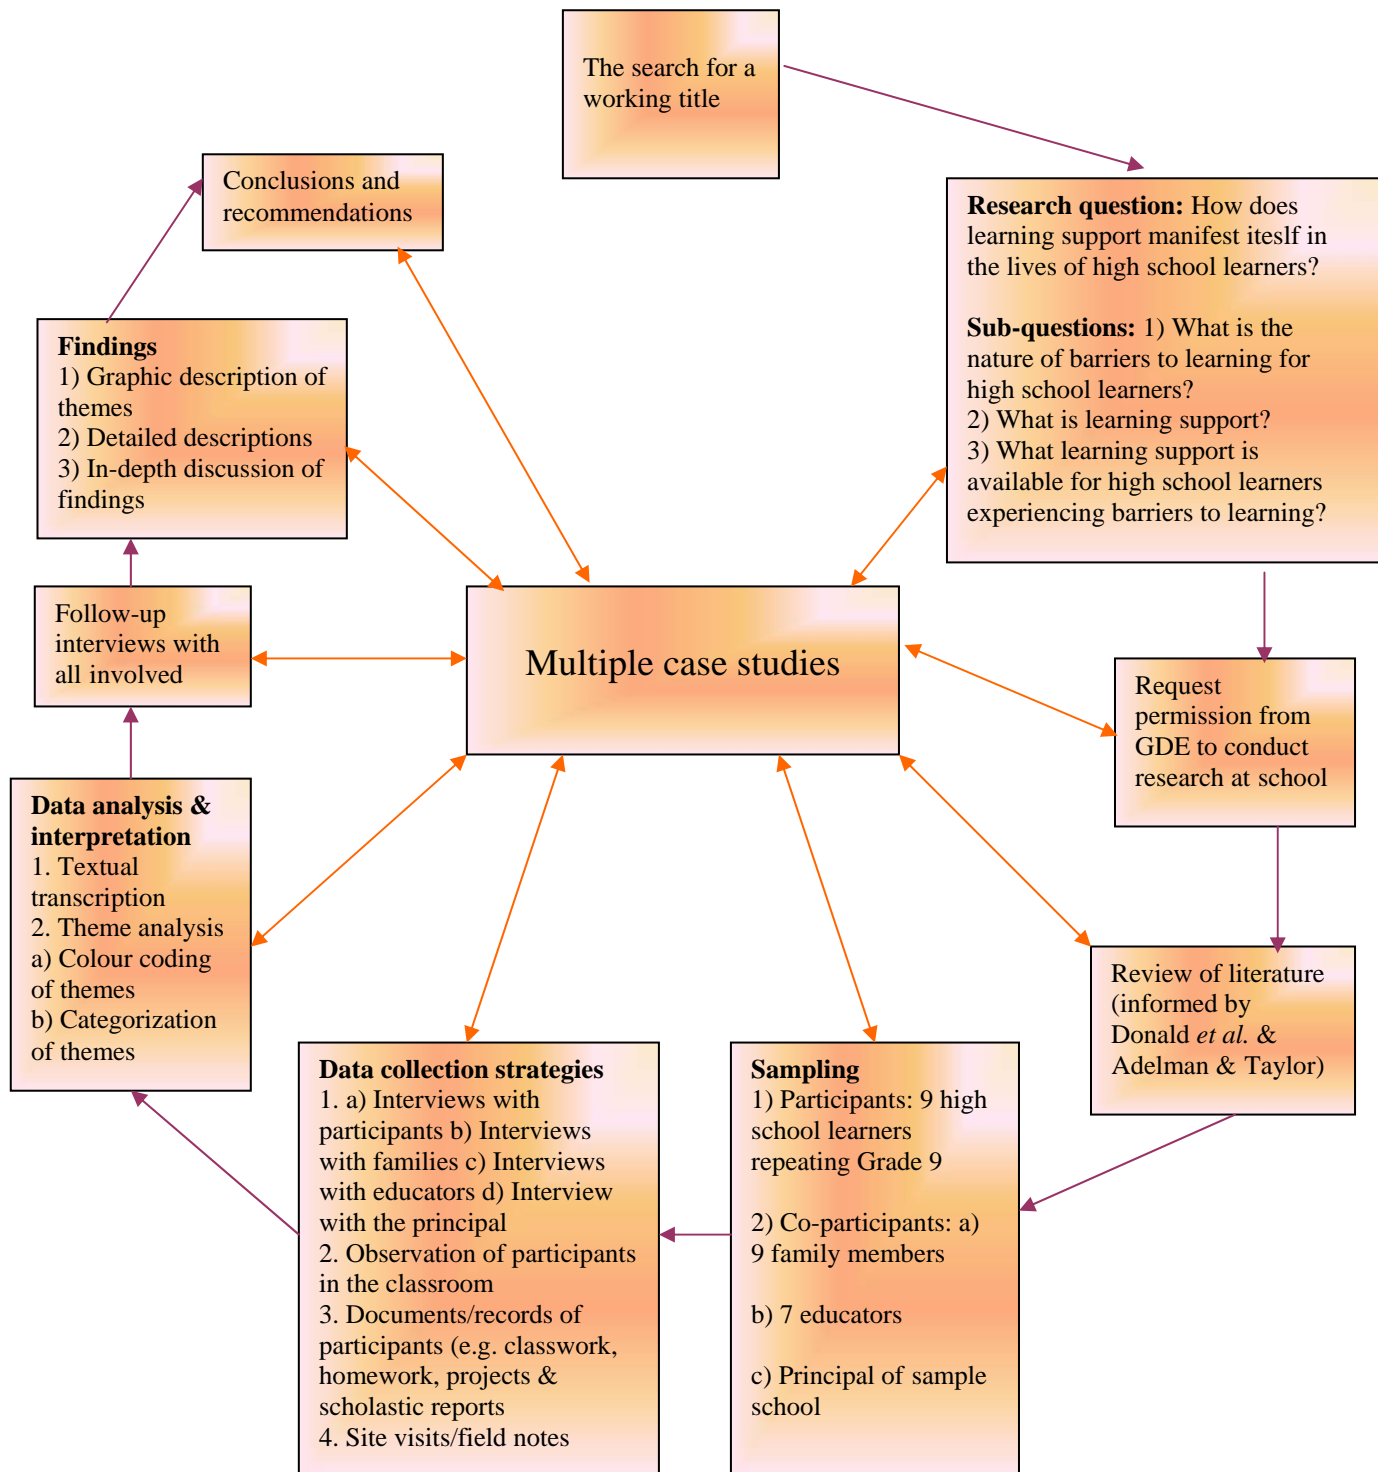 The search for a
working title
Research question: How does
learning support manifest iteslf in
the lives of high school learners?
Sub-questions: 1) What is the
nature of barriers to learning for
high school learners?
2) What is learning support?
3) What learning support is
available for high school learners
experiencing barriers to learning?
Request
permission from
GDE to conduct
research at school
Review of literature
(informed by
Donald et al. &
Adelman & Taylor)
Sampling
1) Participants: 9 high
school learners
repeating Grade 9
2) Co-participants: a)
9 family members
b) 7 educators
c) Principal of sample
school
Data collection strategies
1. a) Interviews with
participants b) Interviews
with families c) Interviews
with educators d) Interview
with the principal
2. Observation of participants
in the classroom
3. Documents/records of
participants (e.g. classwork,
homework, projects &
scholastic reports
4. Site visits/field notes
Data analysis &
interpretation
1. Textual
transcription
2. Theme analysis
a) Colour coding
of themes
b) Categorization
of themes
Follow-up
interviews with
all involved
Findings
1) Graphic description of
themes
2) Detailed descriptions
3) In-depth discussion of
findings
Conclusions and
recommendations
Multiple case studies